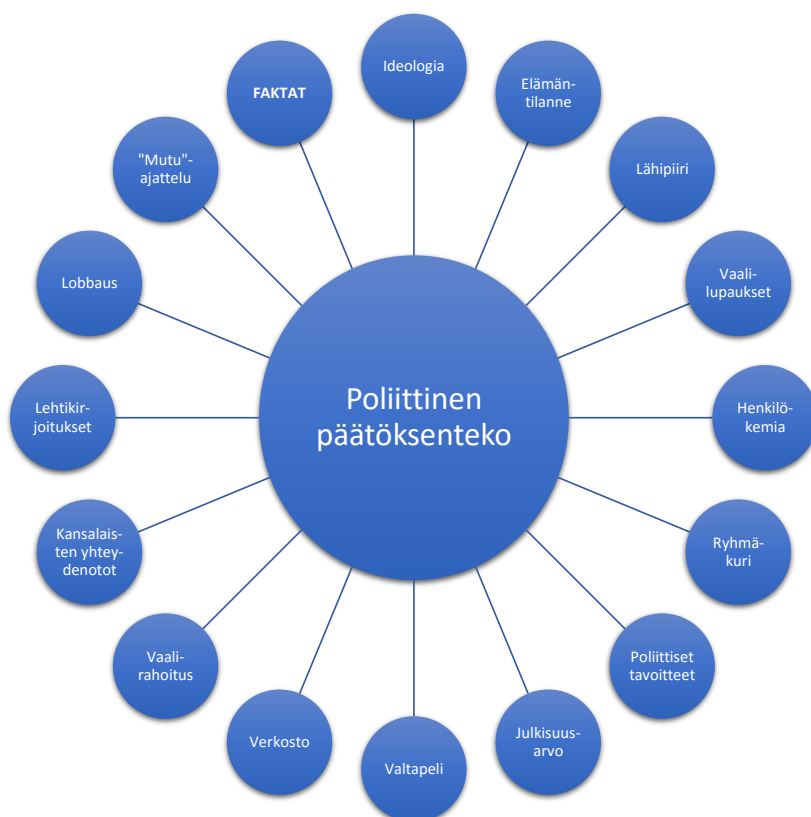 Ideologia
Elämän-
tilanne
Lähipiiri
Vaali-
lupaukset
Henkilö-
kemia
Ryhmä-
kuri
Poliittiset
tavoitteet
Julkisuus-
arvo
Valtapeli
Verkosto
Vaali-
rahoitus
Kansalais-
ten yhtey-
denotot
Lehtikir-
joitukset
Lobbaus
"Mutu"-
ajattelu
FAKTAT
Poliittinen
päätöksenteko